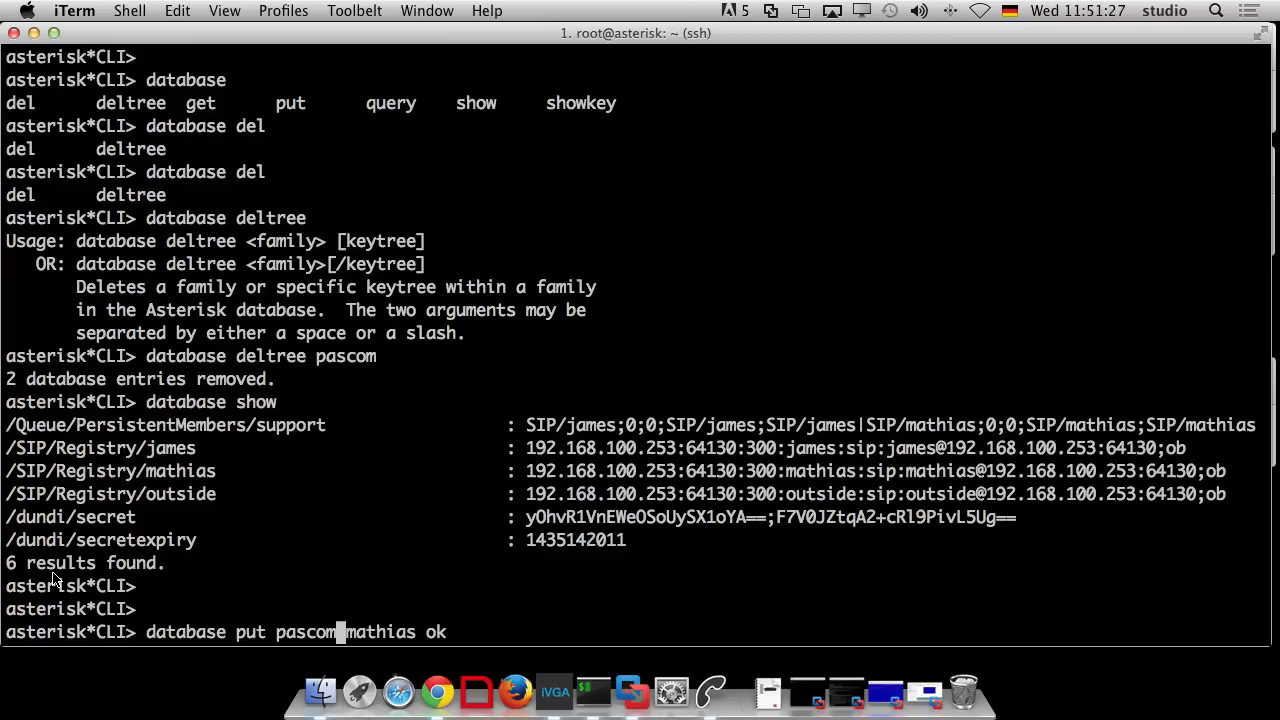 iTerm Shell Edit View Profiles Toolbelt Window Help 5 Wed 11:51:27 studio
1. root@asterisk: ~ (ssh)
asterisk*CLI>
asterisk*CLI> database
del deltree get put query show showkey
asterisk*CLI> database del
del deltree
asterisk*CLI> database del
del deltree
asterisk*CLI> database deltree
Usage: database deltree <family> [keytree]
OR: database deltree <family>[/keytree]
Deletes a family or specific keytree within a family
in the Asterisk database. The two arguments may be
separated by either a space or a slash.
asterisk*CLI> database deltree pascom
2 database entries removed.
asterisk*CLI> database show
/Queue/PersistentMembers/support : SIP/james;0;0;SIP/james;SIP/james|SIP/mathias;0;0;SIP/mathias;SIP/mathias
/SIP/Registry/james : 192.168.100.253:64130:300:james:sip:james@192.168.100.253:64130;ob
/SIP/Registry/mathias : 192.168.100.253:64130:300:mathias:sip:mathias@192.168.100.253:64130;ob
/SIP/Registry/outside : 192.168.100.253:64130:300:outside:sip:outside@192.168.100.253:64130;ob
/dundi/secret : yOhvR1VnEWeOSoUySX1oYA==;F7V0JZtqA2+cRl9PivL5Ug==
/dundi/secretexpiry : 1435142011
6 results found.
asterisk*CLI>
asterisk*CLI>
asterisk*CLI> database put pascom mathias ok
iVGA